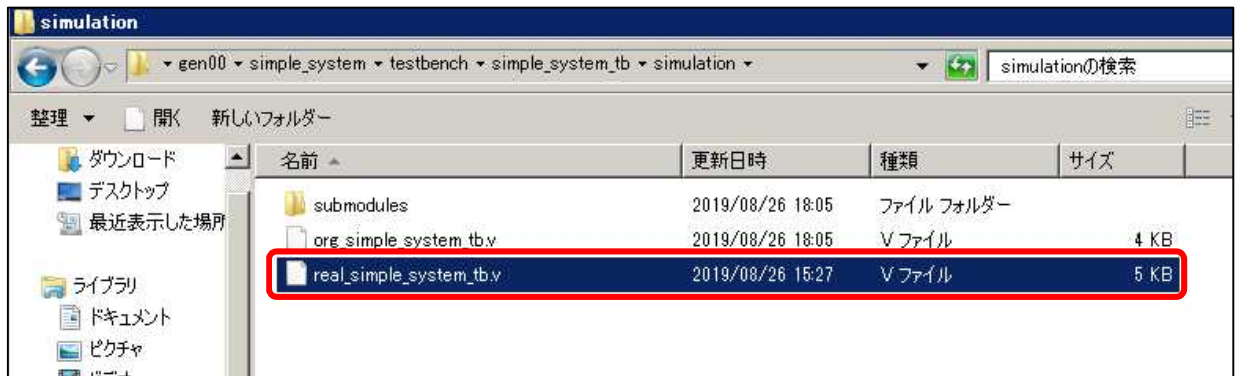 simulation
gen00 simple_system testbench simple_system_tb simulation
simulationの検索
整理 開く 新しいフォルダー
ダウンロード
デスクトップ
最近表示した場所
ライブラリ
ドキュメント
ピクチャ
名前 更新日時 種類 サイズ
submodules 2019/08/26 18:05 ファイル フォルダー
org_simple_system_tb.v 2019/08/26 18:05 V ファイル 4 KB
real_simple_system_tb.v 2019/08/26 15:27 V ファイル 5 KB